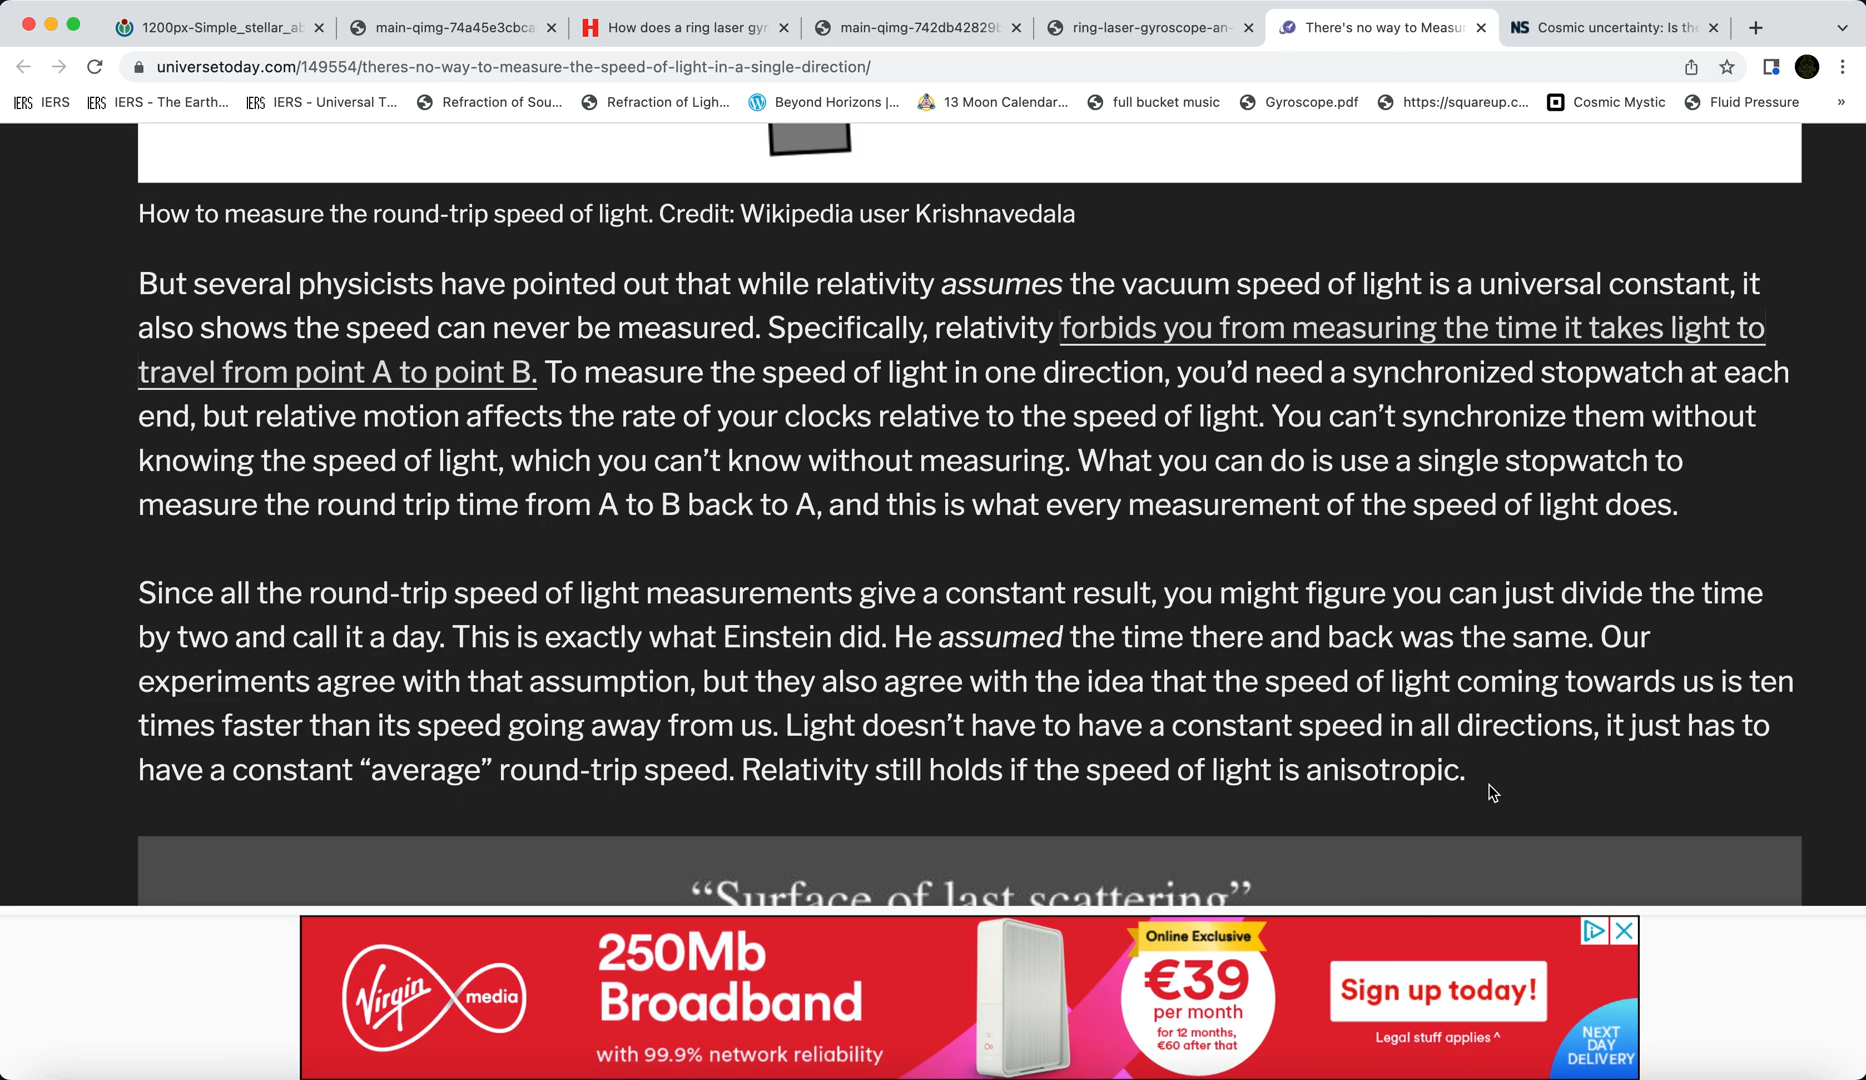 1200px-Simple_stellar_ab
main-qimg-74a45e3cbca
How does a ring laser gyr
main-qimg-742db42829b
ring-laser-gyroscope-an-
There's no way to Measur
NS Cosmic uncertainty: Is the
universetoday.com/149554/theres-no-way-to-measure-the-speed-of-light-in-a-single-direction/
IERS IERS
IERS IERS - The Earth...
IERS IERS - Universal T...
Refraction of Sou...
Refraction of Ligh...
Beyond Horizons |...
13 Moon Calendar...
full bucket music
Gyroscope.pdf
https://squareup.c...
Cosmic Mystic
Fluid Pressure
»
How to measure the round-trip speed of light. Credit: Wikipedia user Krishnavedala
But several physicists have pointed out that while relativity assumes the vacuum speed of light is a universal constant, it
also shows the speed can never be measured. Specifically, relativity forbids you from measuring the time it takes light to
travel from point A to point B. To measure the speed of light in one direction, you’d need a synchronized stopwatch at each
end, but relative motion affects the rate of your clocks relative to the speed of light. You can’t synchronize them without
knowing the speed of light, which you can’t know without measuring. What you can do is use a single stopwatch to
measure the round trip time from A to B back to A, and this is what every measurement of the speed of light does.
Since all the round-trip speed of light measurements give a constant result, you might figure you can just divide the time
by two and call it a day. This is exactly what Einstein did. He assumed the time there and back was the same. Our
experiments agree with that assumption, but they also agree with the idea that the speed of light coming towards us is ten
times faster than its speed going away from us. Light doesn’t have to have a constant speed in all directions, it just has to
have a constant “average” round-trip speed. Relativity still holds if the speed of light is anisotropic.
“Surface of last scattering”
Virgin media
250Mb
Broadband
with 99.9% network reliability
Online Exclusive
€39
per month
for 12 months,
€60 after that
Sign up today!
Legal stuff applies ^
NEXT
DAY
DELIVERY